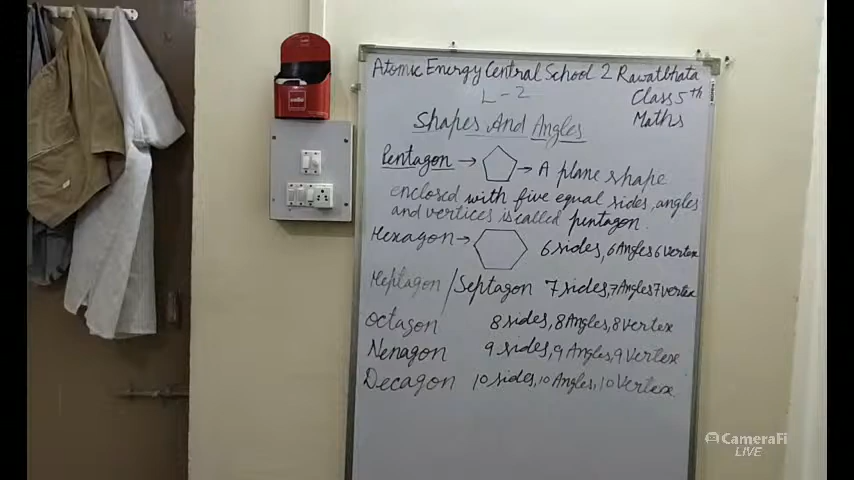 Atomic Energy Central School 2 Rawatbhata
L-2
Class 5th
Shapes And Angles
Maths
Pentagon → → A plane shape
enclosed with five equal sides, angles
and vertices is called pentagon.
Hexagon → 6 sides, 6 Angles 6 vertex
Heptagon / Septagon 7 sides, 7 Angles 7 vertex
Octagon 8 sides, 8 Angles, 8 vertex
Nenagon 9 sides, 9 Angles, 9 vertex
Decagon 10 sides, 10 Angles, 10 Vertex.
CameraFi
LIVE